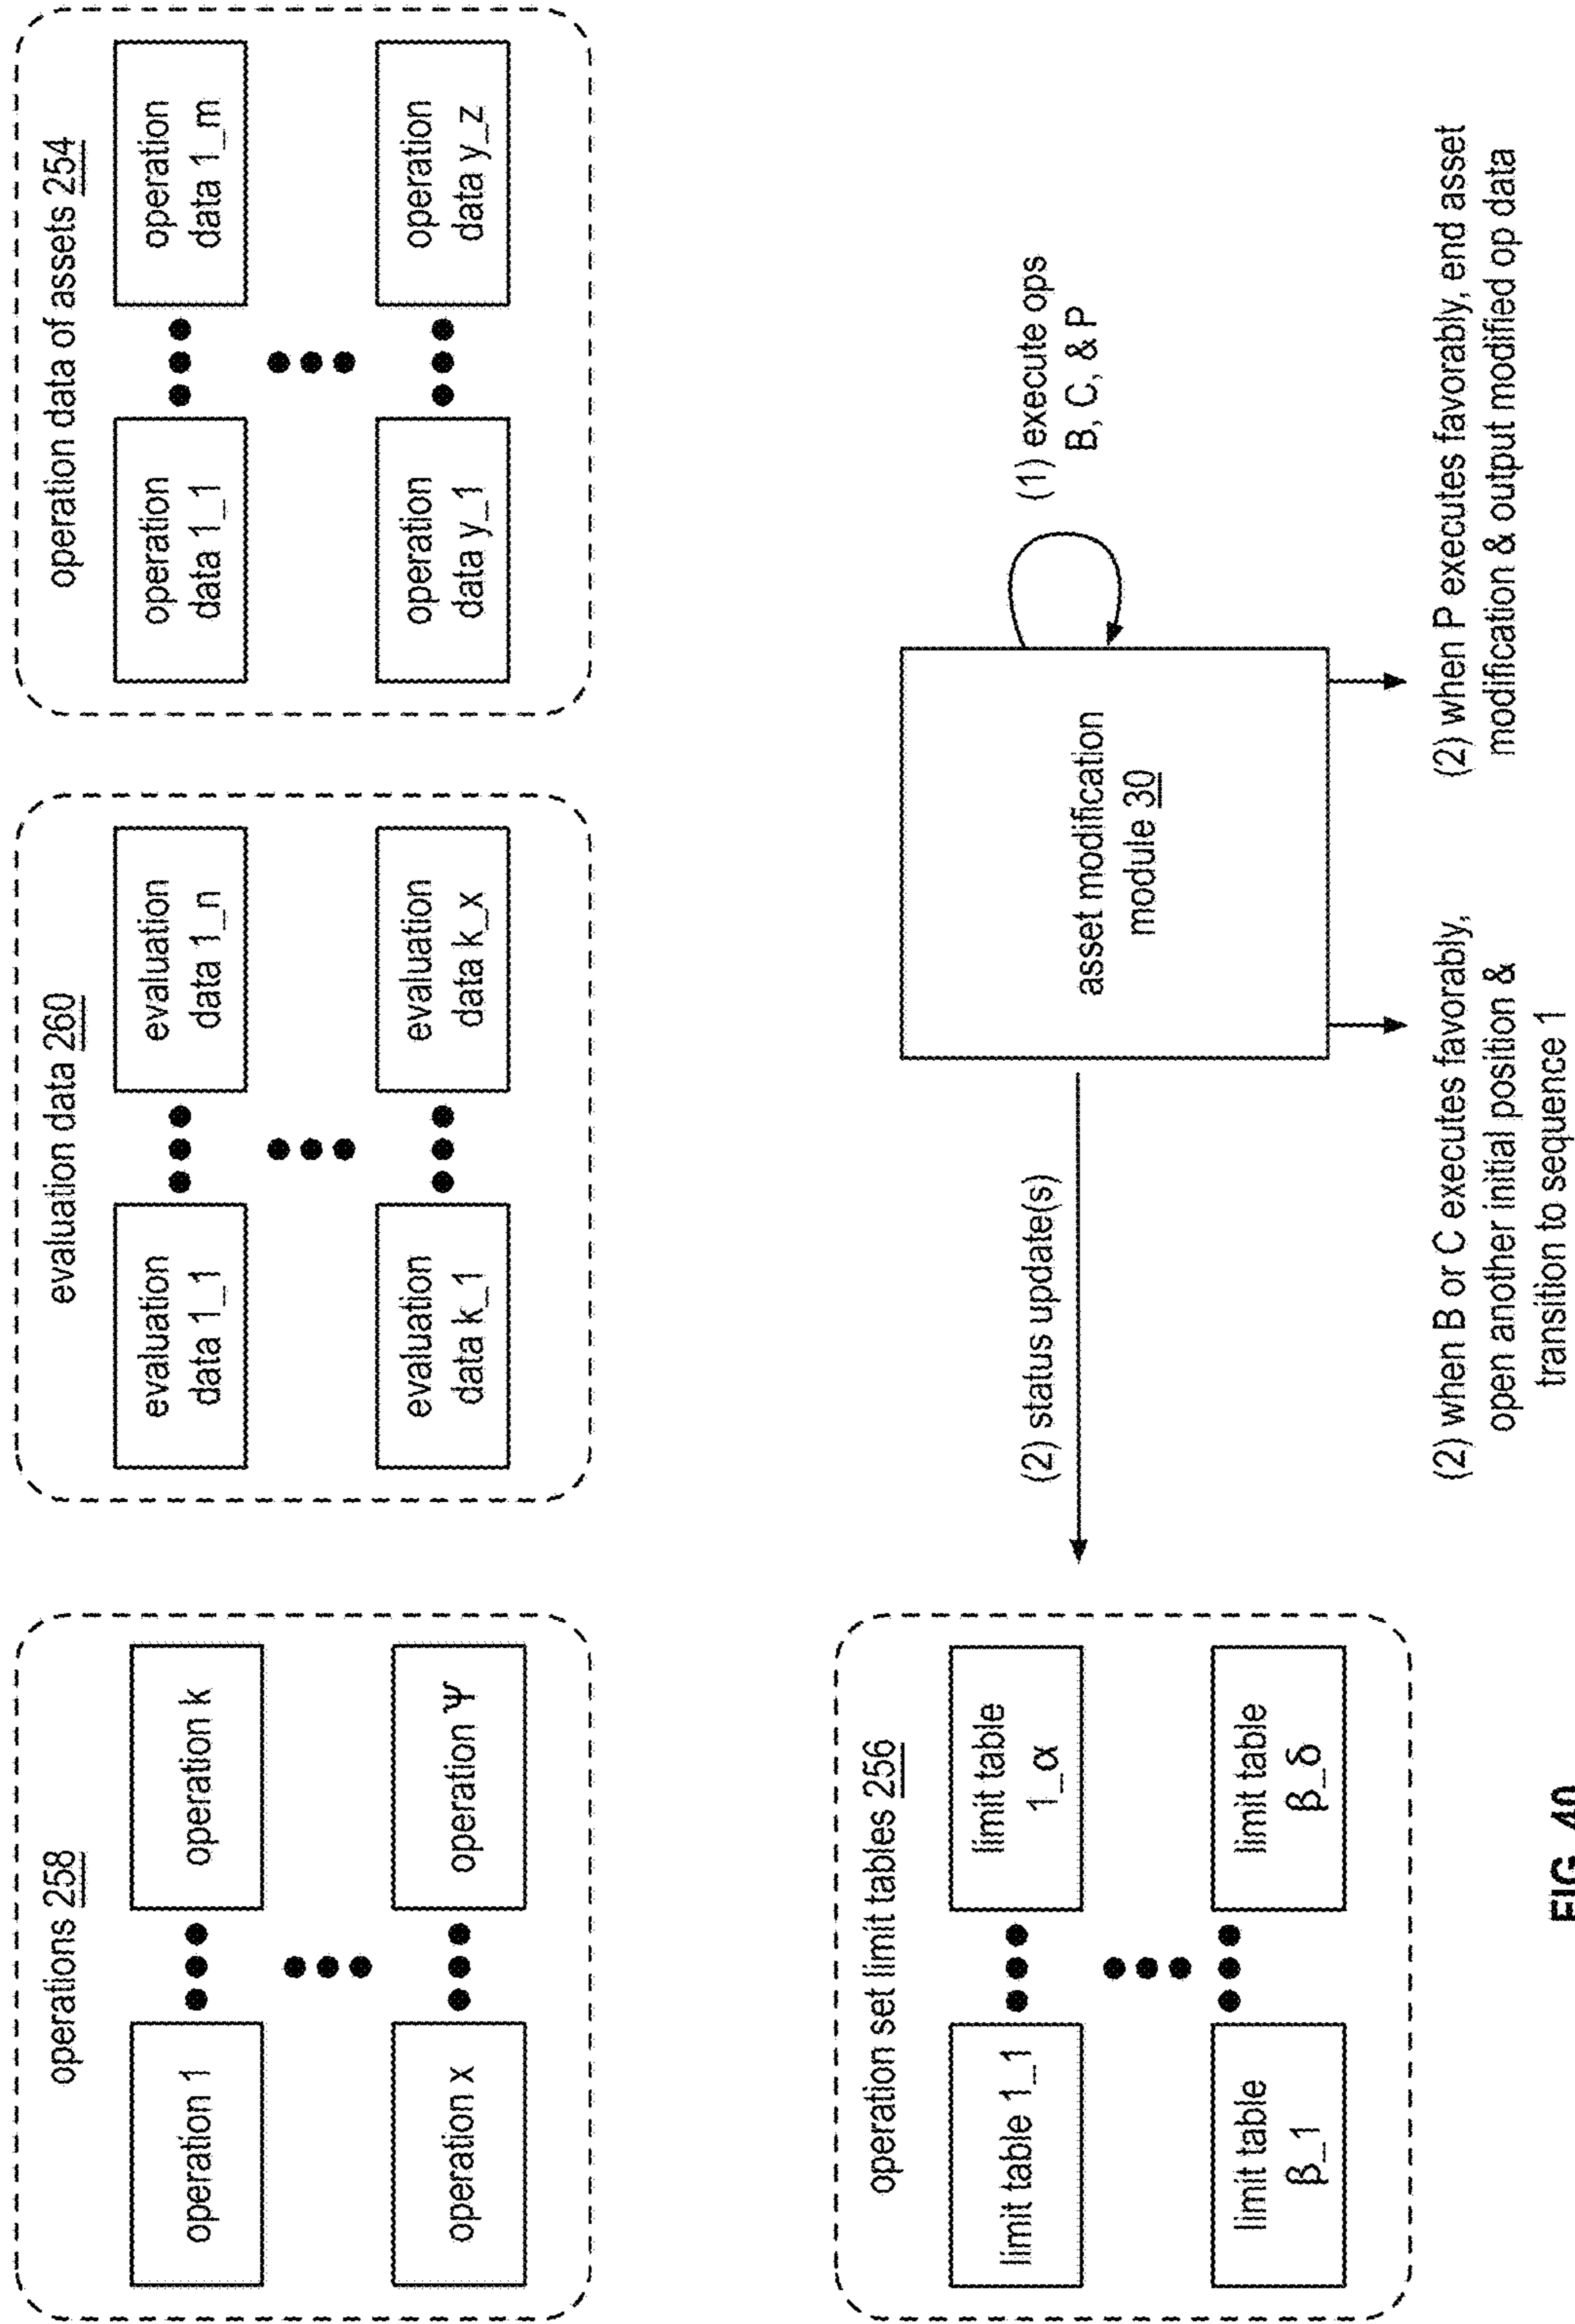 operations 258
operation 1
operation k
operation x
operation Ψ
evaluation data 260
evaluation
data 1_1
evaluation
data 1_n
evaluation
data k_1
evaluation
data k_x
operation data of assets 254
operation
data 1_1
operation
data 1_m
operation
data y_1
operation
data y_z
operation set limit tables 256
limit table 1_1
limit table
1_α
limit table
β_1
limit table
β_δ
(2) status update(s)
asset modification
module 30
(1) execute ops
B, C, & P
(2) when B or C executes favorably,
open another initial position &
transition to sequence 1
(2) when P executes favorably, end asset
modification & output modified op data
FIG. 40